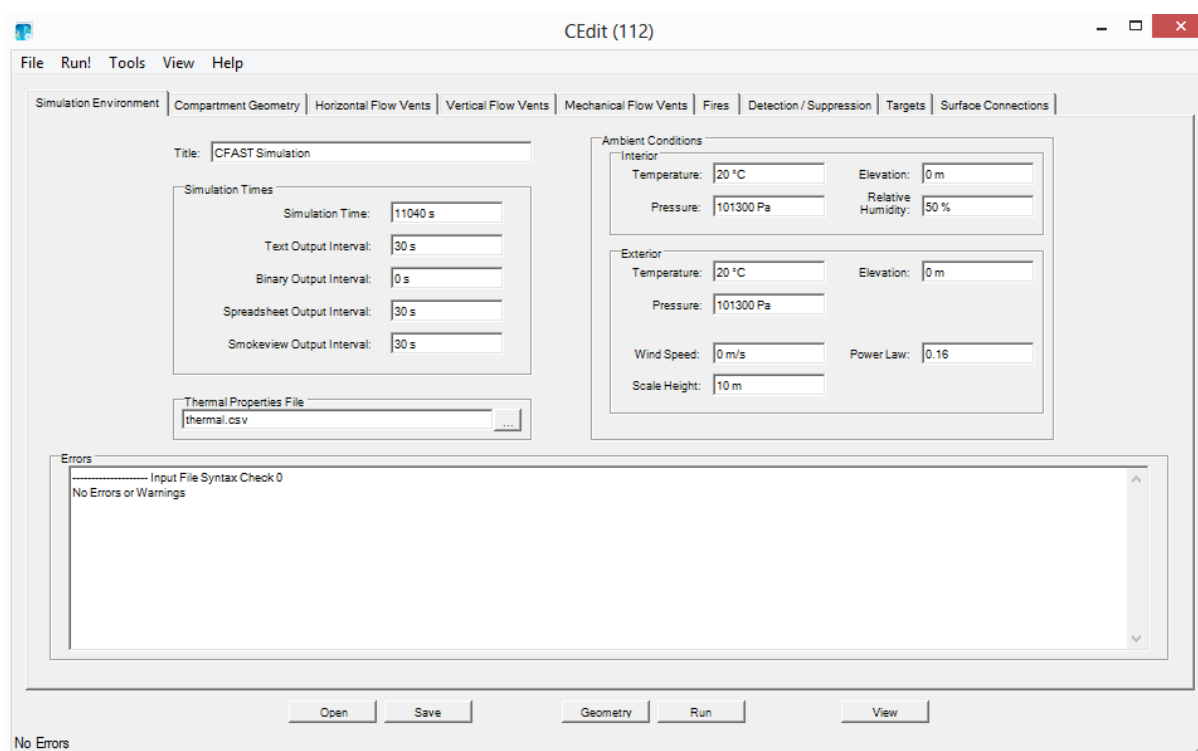 CEdit (112)
File Run! Tools View Help
Simulation Environment Compartment Geometry Horizontal Flow Vents Vertical Flow Vents Mechanical Flow Vents Fires Detection / Suppression Targets Surface Connections
Title: CFAST Simulation
Simulation Times
Simulation Time: 11040 s
Text Output Interval: 30 s
Binary Output Interval: 0 s
Spreadsheet Output Interval: 30 s
Smokeview Output Interval: 30 s
Thermal Properties File
thermal.csv ...
Ambient Conditions
Interior
Temperature: 20 °C Elevation: 0 m
Pressure: 101300 Pa Relative Humidity: 50 %
Exterior
Temperature: 20 °C Elevation: 0 m
Pressure: 101300 Pa
Wind Speed: 0 m/s Power Law: 0.16
Scale Height: 10 m
Errors
-------------------- Input File Syntax Check 0
No Errors or Warnings
Open Save Geometry Run View
No Errors